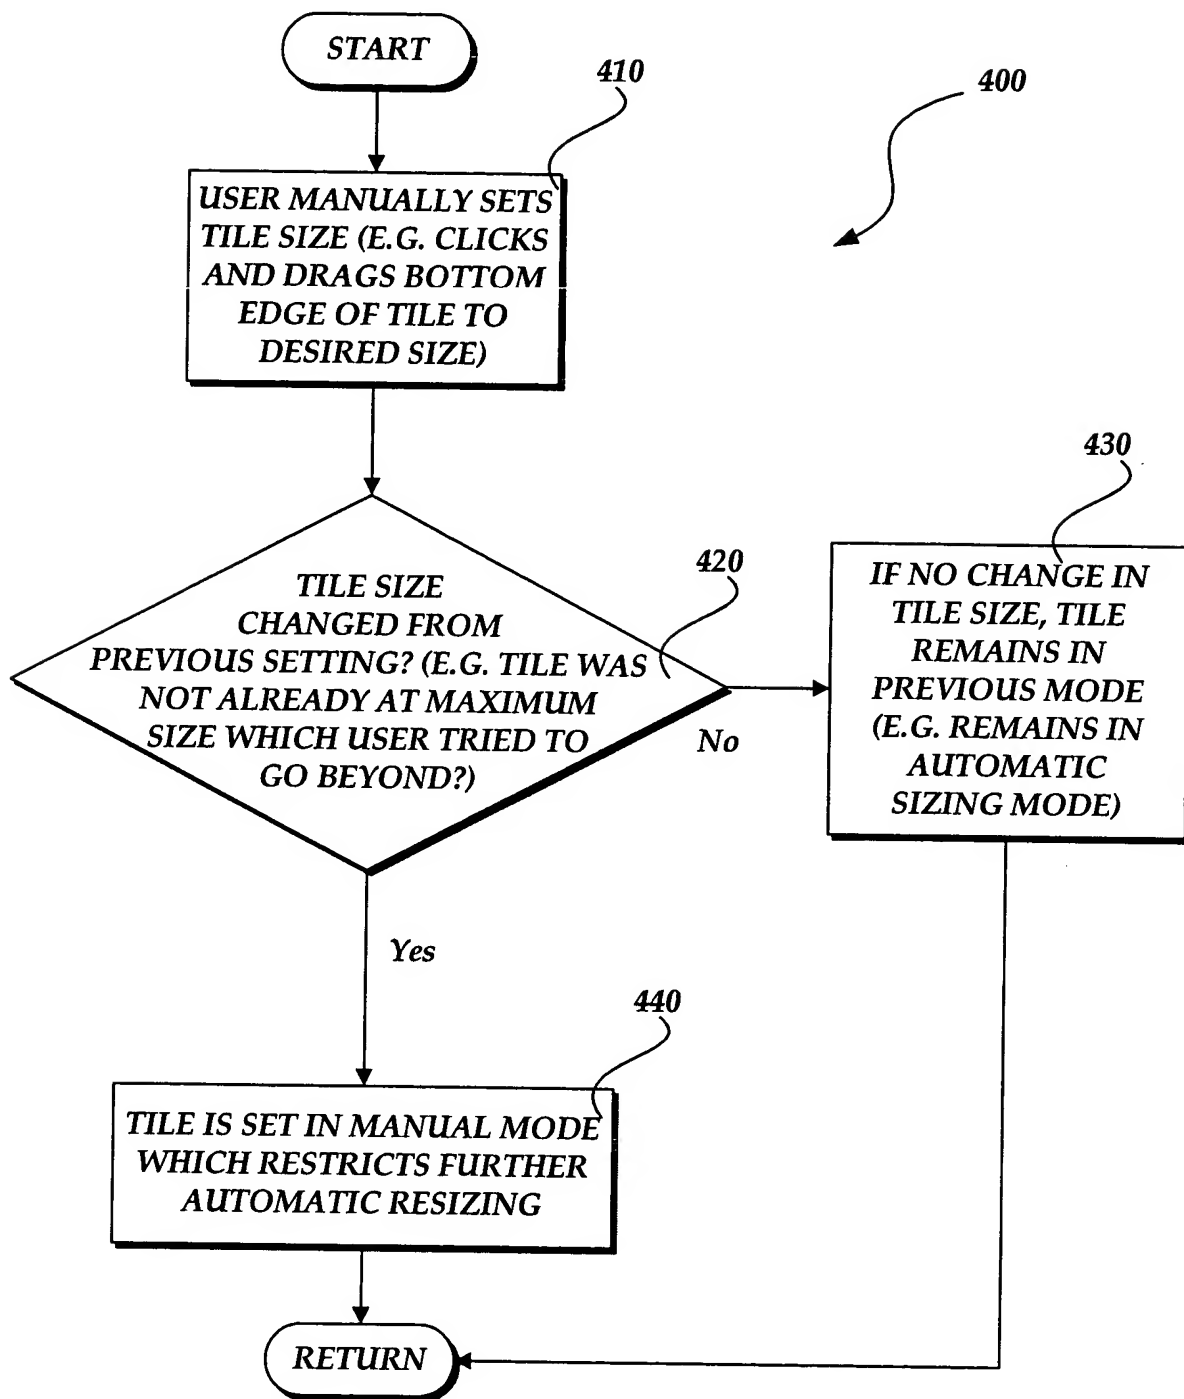 START
410
400
USER MANUALLY SETS
TILE SIZE (E.G. CLICKS
AND DRAGS BOTTOM
EDGE OF TILE TO
DESIRED SIZE)
430
420
TILE SIZE
CHANGED FROM
PREVIOUS SETTING? (E.G. TILE WAS
NOT ALREADY AT MAXIMUM
SIZE WHICH USER TRIED TO
GO BEYOND?)
No
IF NO CHANGE IN
TILE SIZE, TILE
REMAINS IN
PREVIOUS MODE
(E.G. REMAINS IN
AUTOMATIC
SIZING MODE)
Yes
440
TILE IS SET IN MANUAL MODE
WHICH RESTRICTS FURTHER
AUTOMATIC RESIZING
RETURN